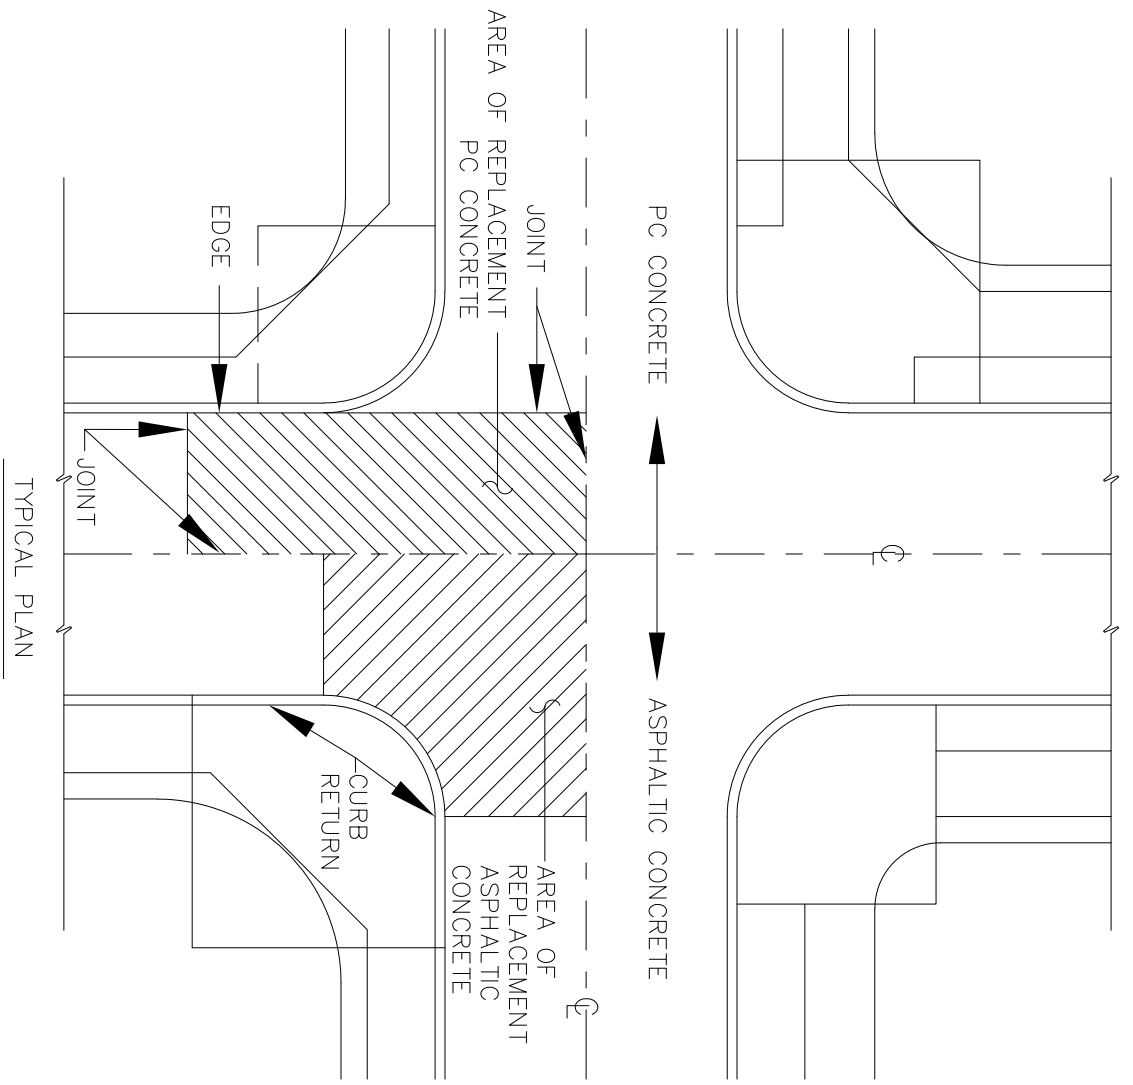 PC CONCRETE
ASPHALTIC CONCRETE
℄
℄
JOINT
AREA OF REPLACEMENT
PC CONCRETE
AREA OF
REPLACEMENT
ASPHALTIC
CONCRETE
CURB
RETURN
EDGE
JOINT
TYPICAL PLAN